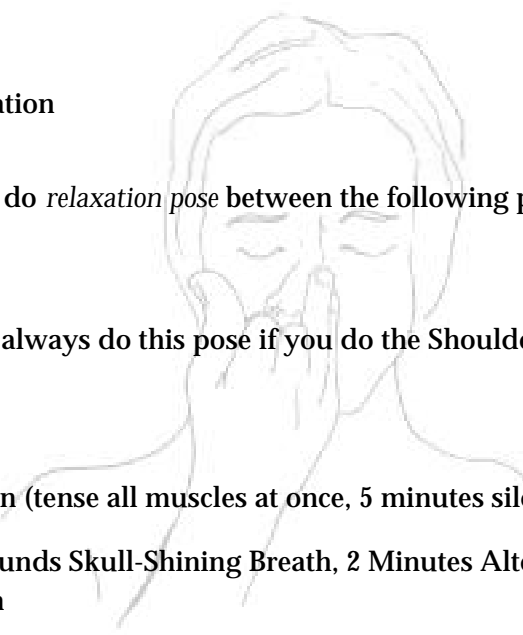 ation
do relaxation pose between the following p
always do this pose if you do the Shoulde
n (tense all muscles at once, 5 minutes sile
unds Skull-Shining Breath, 2 Minutes Alte
n